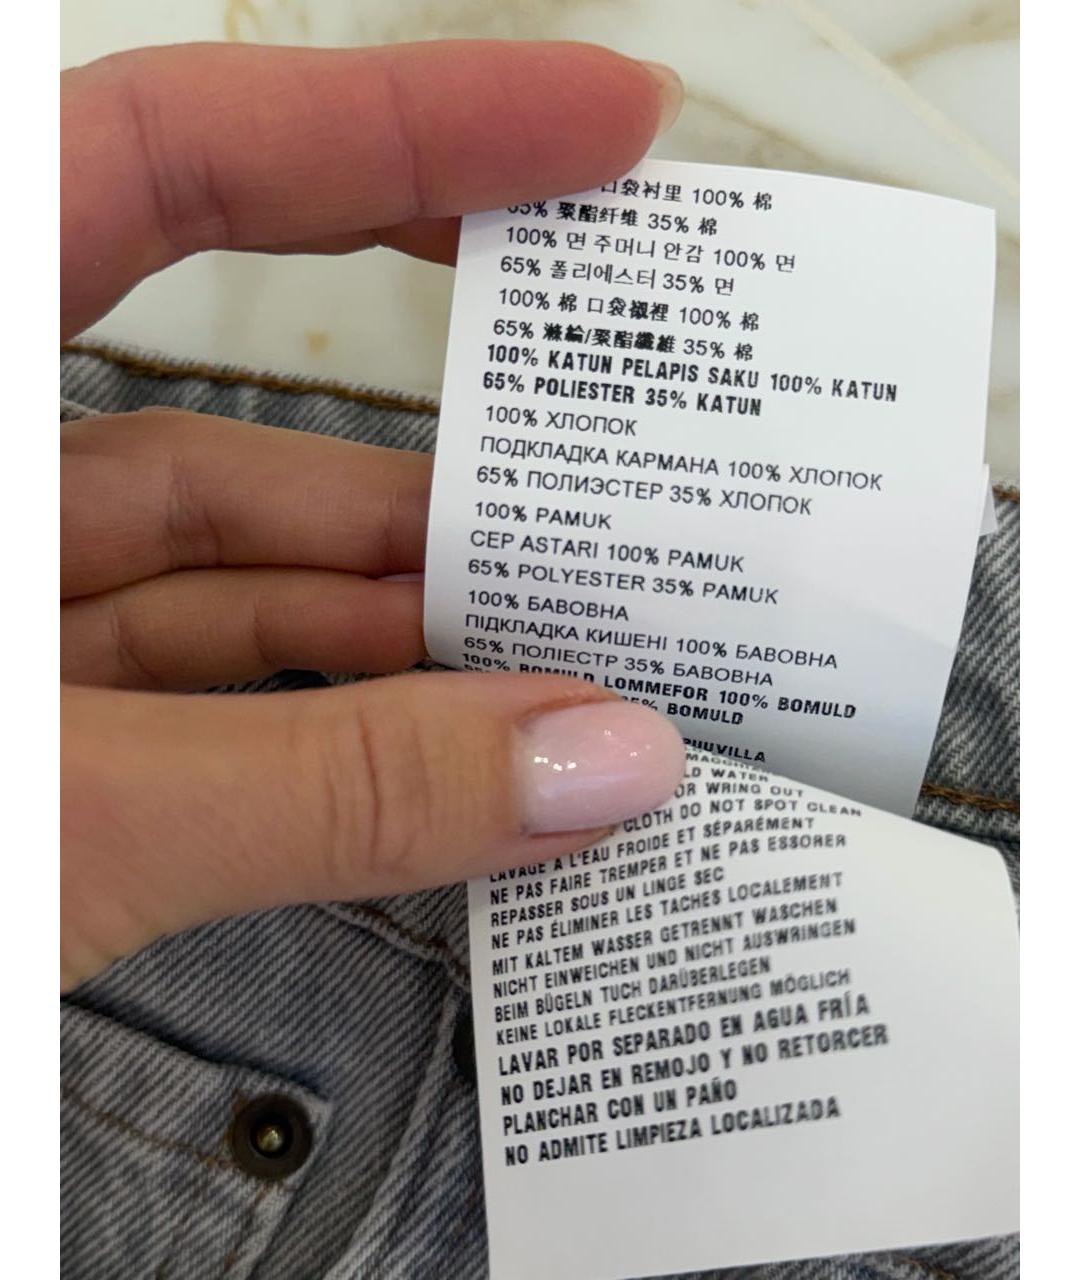 口袋衬里 100% 棉
65% 聚酯纤维 35% 棉
100% 면 주머니 안감 100% 면
65% 폴리에스터 35% 면
100% 棉 口袋襯裡 100% 棉
65% 滌綸/聚酯纖維 35% 棉
100% KATUN PELAPIS SAKU 100% KATUN
65% POLIESTER 35% KATUN
100% ХЛОПОК
ПОДКЛАДКА КАРМАНА 100% ХЛОПОК
65% ПОЛИЭСТЕР 35% ХЛОПОК
100% PAMUK
CEP ASTARI 100% PAMUK
65% POLYESTER 35% PAMUK
100% БАВОВНА
ПІДКЛАДКА КИШЕНІ 100% БАВОВНА
65% ПОЛІЕСТР 35% БАВОВНА
100% BOMULD LOMMEFOR 100% BOMULD
35% BOMULD
PUUVILLA
WATER
OR WRING OUT
CLOTH DO NOT SPOT CLEAN
LAVAGE À L'EAU FROIDE ET SÉPARÉMENT
NE PAS FAIRE TREMPER ET NE PAS ESSORER
REPASSER SOUS UN LINGE SEC
NE PAS ÉLIMINER LES TACHES LOCALEMENT
MIT KALTEM WASSER GETRENNT WASCHEN
NICHT EINWEICHEN UND NICHT AUSWRINGEN
BEIM BÜGELN TUCH DARÜBERLEGEN
KEINE LOKALE FLECKENTFERNUNG MÖGLICH
LAVAR POR SEPARADO EN AGUA FRÍA
NO DEJAR EN REMOJO Y NO RETORCER
PLANCHAR CON UN PAÑO
NO ADMITE LIMPIEZA LOCALIZADA